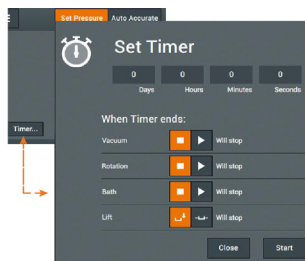 Set Pressure Auto Accurate
Set Timer
0 0 0 0
Days Hours Minutes Seconds
When Timer ends:
Vacuum Will stop
Rotation Will stop
Timer...
Bath Will stop
Lift Will stop
Close Start